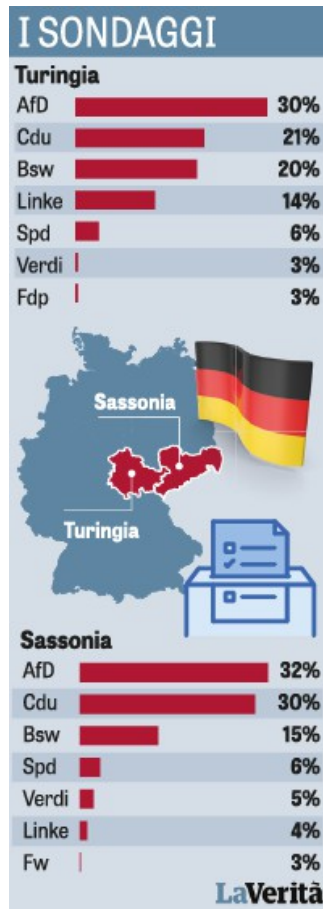 I SONDAGGI
Turingia
AfD 30%
Cdu 21%
Bsw 20%
Linke 14%
Spd 6%
Verdi 3%
Fdp 3%
Sassonia
Turingia
Sassonia
AfD 32%
Cdu 30%
Bsw 15%
Spd 6%
Verdi 5%
Linke 4%
Fw 3%
LaVerità